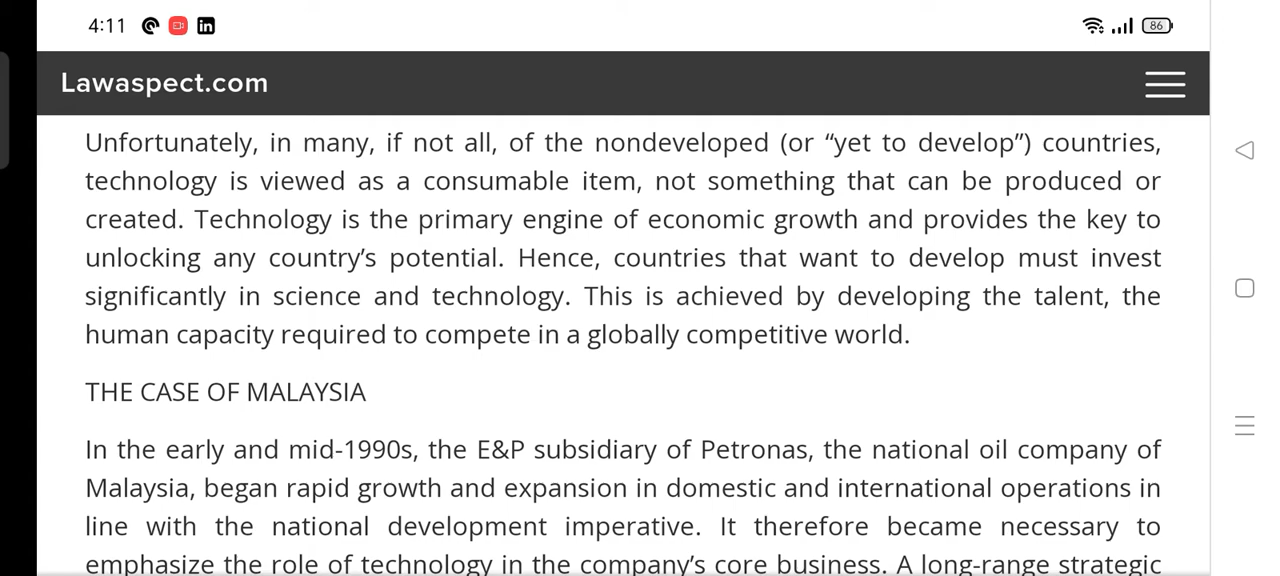 4:11
86
Lawaspect.com
Unfortunately, in many, if not all, of the nondeveloped (or “yet to develop”) countries,
technology is viewed as a consumable item, not something that can be produced or
created. Technology is the primary engine of economic growth and provides the key to
unlocking any country’s potential. Hence, countries that want to develop must invest
significantly in science and technology. This is achieved by developing the talent, the
human capacity required to compete in a globally competitive world.
THE CASE OF MALAYSIA
In the early and mid-1990s, the E&P subsidiary of Petronas, the national oil company of
Malaysia, began rapid growth and expansion in domestic and international operations in
line with the national development imperative. It therefore became necessary to
emphasize the role of technology in the company’s core business. A long-range strategic